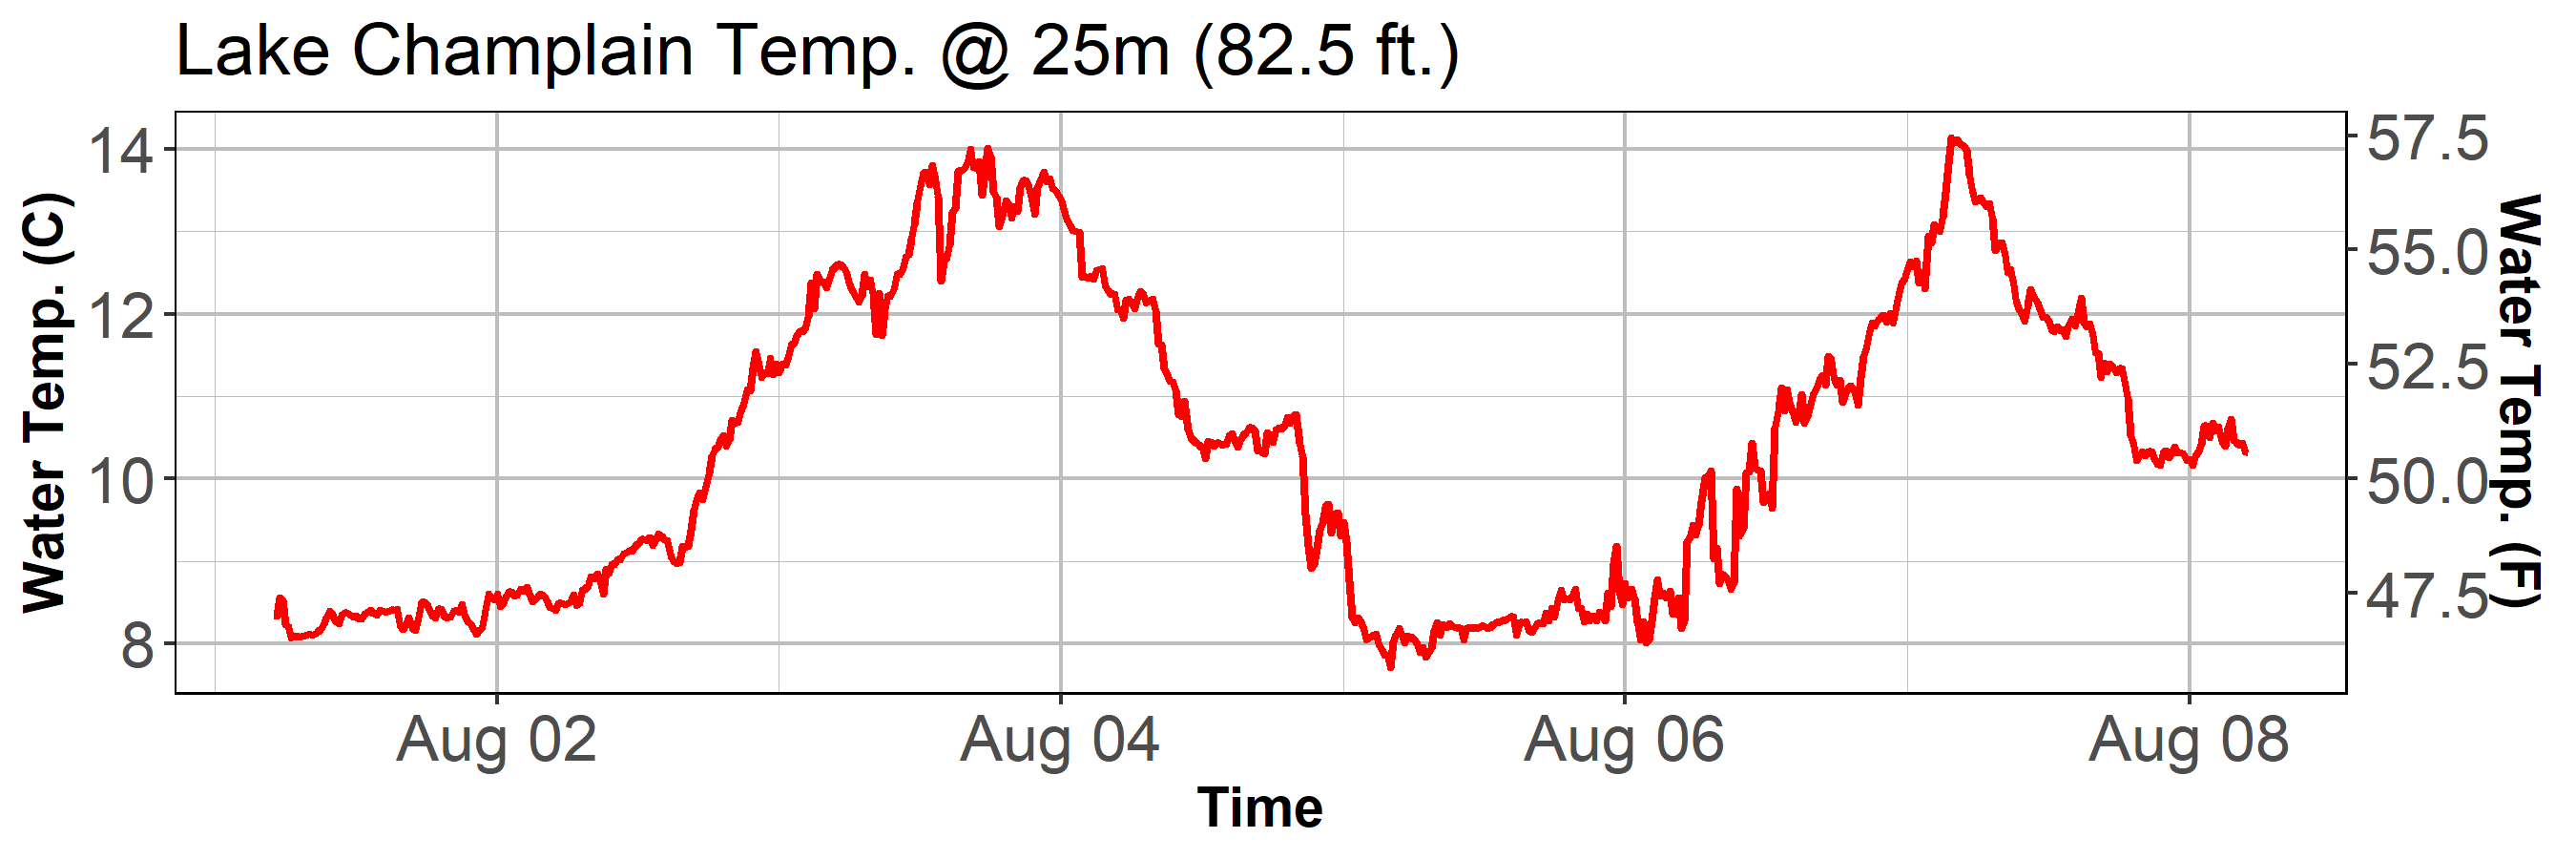 Lake Champlain Temp. @ 25m (82.5 ft.)
Water Temp. (C)
14
12
10
8
57.5
55.0
52.5
50.0
47.5
Water Temp. (F)
Aug 02 Aug 04 Aug 06 Aug 08
Time